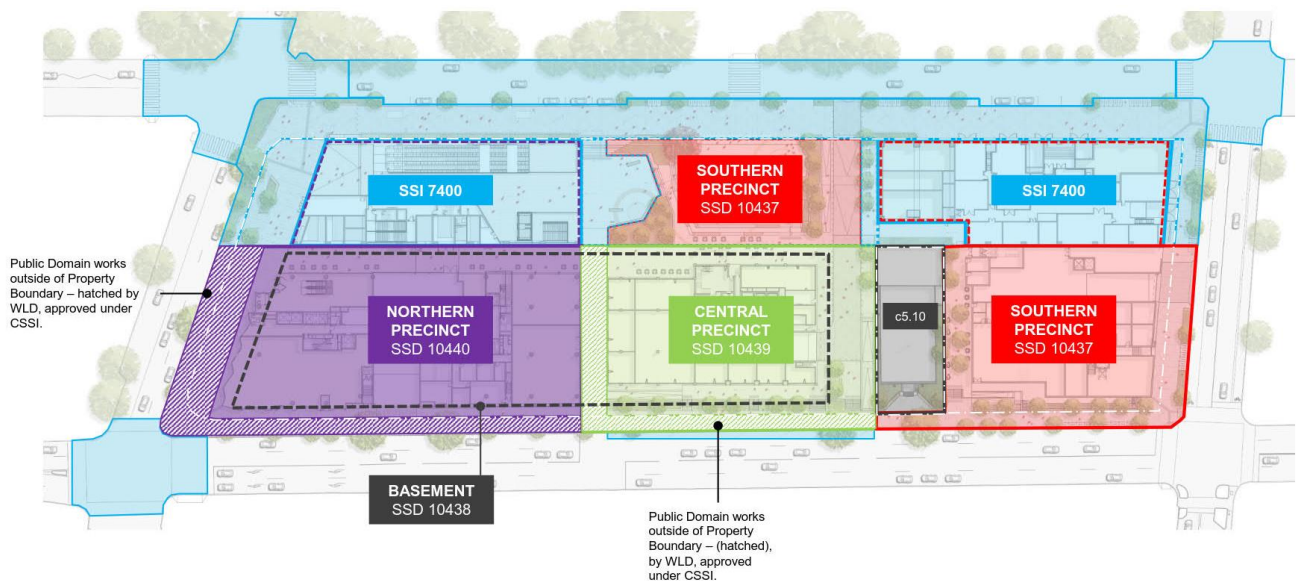 SSI 7400
SOUTHERN
PRECINCT
SSD 10437
SSI 7400
Public Domain works
outside of Property
Boundary – hatched by
WLD, approved under
CSSI.
NORTHERN
PRECINCT
SSD 10440
CENTRAL
PRECINCT
SSD 10439
c5.10
SOUTHERN
PRECINCT
SSD 10437
BASEMENT
SSD 10438
Public Domain works
outside of Property
Boundary – (hatched),
by WLD, approved
under CSSI.